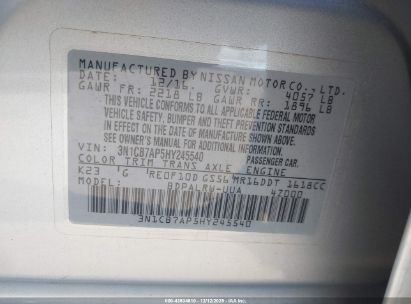 MANUFACTURED BY NISSAN MOTOR CO., LTD.
DATE: 12/16 GVWR: 4057 LB
GAWR FR: 2218 LB GAWR RR: 1896 LB
THIS VEHICLE CONFORMS TO ALL APPLICABLE FEDERAL MOTOR
VEHICLE SAFETY, BUMPER AND THEFT PREVENTION STANDARDS
IN EFFECT ON THE DATE OF MANUFACTURE SHOWN ABOVE.
SEE OWNER'S MANUAL FOR ADDITIONAL INFORMATION.
VIN: 3N1CB7AP5HY245540 PASSENGER CAR
COLOR TRIM TRANS AXLE ENGINE
K23 G RE0F10D GS56 MR16DDT 1618CC
BDPALRW-UUA 47000
3N1CB7AP5HY245540